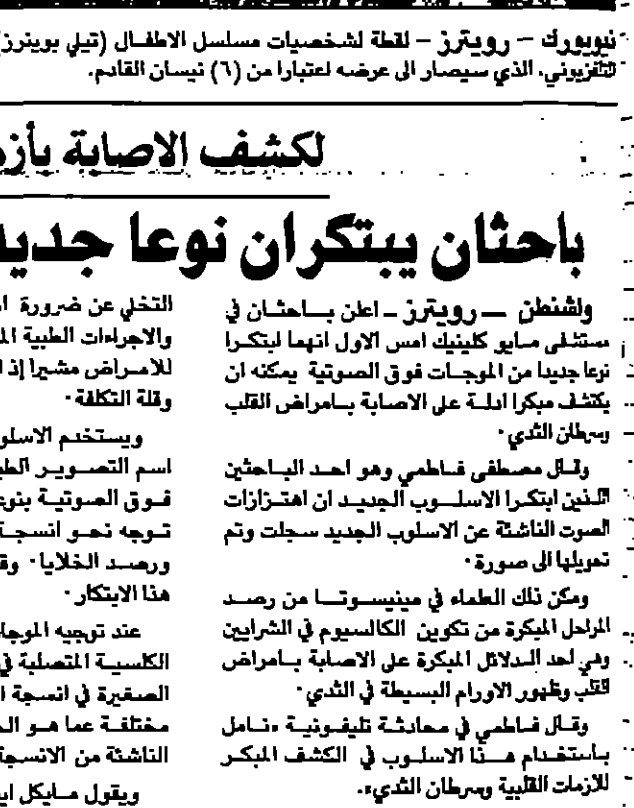 نيويورك – رويترز – لقطة لشخصيات مسلسل الاطفال (تيلي بوينرز)
التلفزيوني، الذي سيصار الى عرضه اعتبارا من (٦) نيسان القادم.
لكشف الاصابة بأز
باحثان يبتكران نوعا جديد
واشنطن – رويترز – اعلن باحثان في
مستشفى مايو كلينيك امس الاول انهما ابتكرا
نوعا جديدا من الموجات فوق الصوتية يمكنه ان
يكتشف مبكرا ادلة على الاصابة بامراض القلب
وسرطان الثدي.
وقال مصطفى فاطمي وهو احد الباحثين
اللذين ابتكرا الاسلوب الجديد ان اهتزازات
الصوت الناشئة عن الاسلوب الجديد سجلت وتم
تحويلها الى صورة.
ومكن ذلك العلماء في مينيسوتا من رصد
المراحل المبكرة من تكوين الكالسيوم في الشرايين
وهي احد الدلائل المبكرة على الاصابة بامراض
القلب وظهور الاورام البسيطة في الثدي.
وقال فاطمي في محادثة تليفونية «نامل
باستخدام هذا الاسلوب في الكشف المبكر
للازمات القلبية وسرطان الثدي».
التخلي عن ضرورة ا
والاجراءات الطبية الم
للامراض مشيرا إذ ا
وقلة التكلفة.
ويستخدم الاسلو
اسم التصوير الطي
فوق الصوتية بنوع
توجه نحو انسجة
ورصد الخلايا. وق
هذا الابتكار.
عند توجيه الموجا
الكلسية المتصلبة في
الصغيرة في انسجة ا
مختلفة عما هو الـ
الناشئة من الانسجة
ويقول مايكل اي